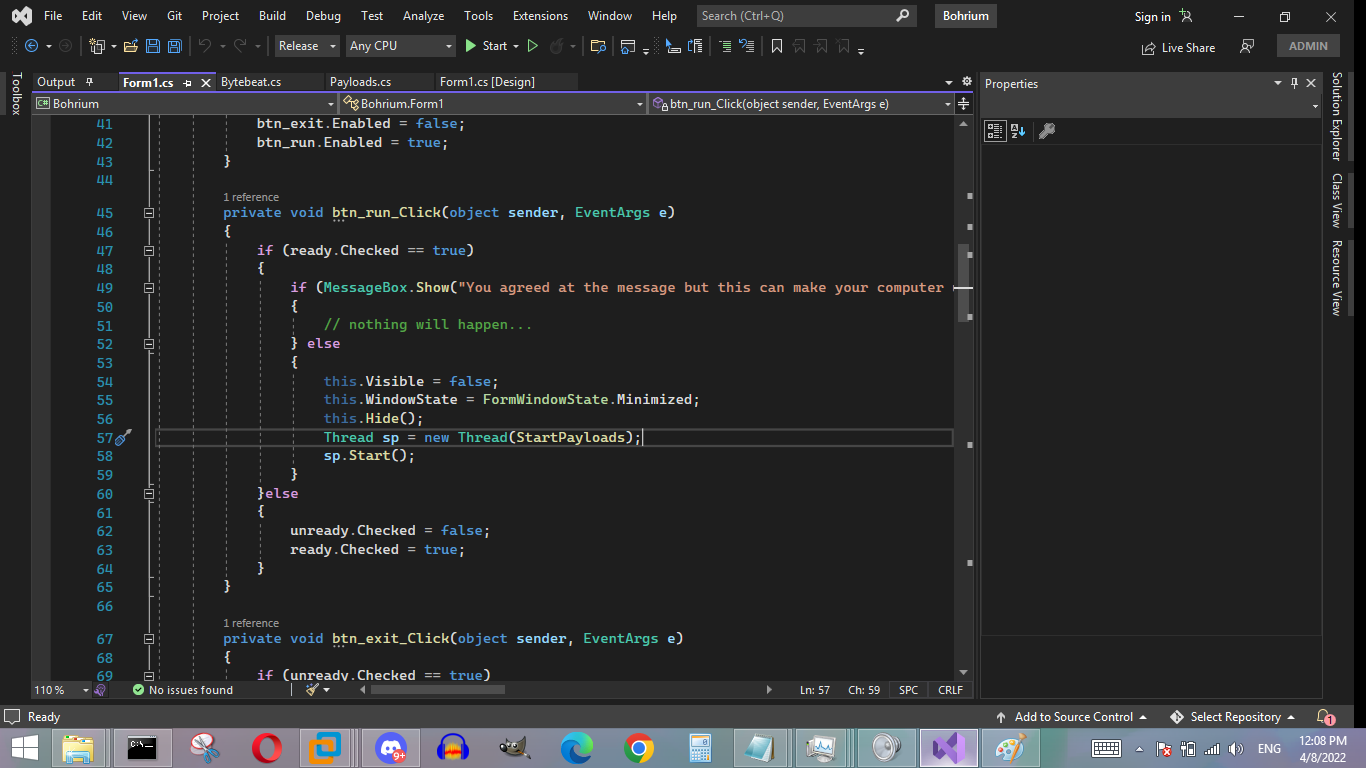 File Edit View Git Project Build Debug Test Analyze Tools Extensions Window Help Search (Ctrl+Q) Bohrium Sign in
Release Any CPU Start Live Share ADMIN
Toolbox
Output Form1.cs Bytebeat.cs Payloads.cs Form1.cs [Design]
Bohrium Bohrium.Form1 btn_run_Click(object sender, EventArgs e)
41 btn_exit.Enabled = false;
42 btn_run.Enabled = true;
43 }
44
1 reference
45 private void btn_run_Click(object sender, EventArgs e)
46 {
47 if (ready.Checked == true)
48 {
49 if (MessageBox.Show("You agreed at the message but this can make your computer
50 {
51 // nothing will happen...
52 } else
53 {
54 this.Visible = false;
55 this.WindowState = FormWindowState.Minimized;
56 this.Hide();
57 Thread sp = new Thread(StartPayloads);
58 sp.Start();
59 }
60 }else
61 {
62 unready.Checked = false;
63 ready.Checked = true;
64 }
65 }
66
1 reference
67 private void btn_exit_Click(object sender, EventArgs e)
68 {
69 if (unready.Checked == true)
110 % No issues found Ln: 57 Ch: 59 SPC CRLF
Properties
Solution Explorer
Class View
Resource View
Ready Add to Source Control Select Repository 1
C:\_
9+
ENG
12:08 PM
4/8/2022